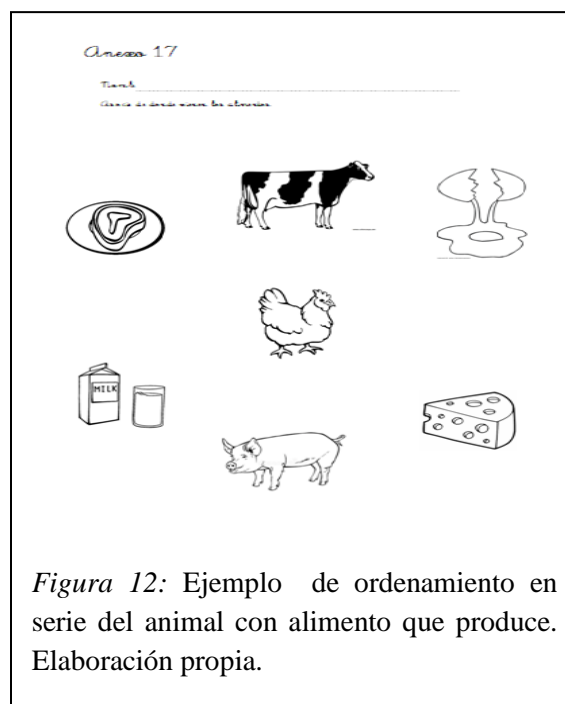 Anexo 17
MILK
Figura 12: Ejemplo de ordenamiento en
serie del animal con alimento que produce.
Elaboración propia.